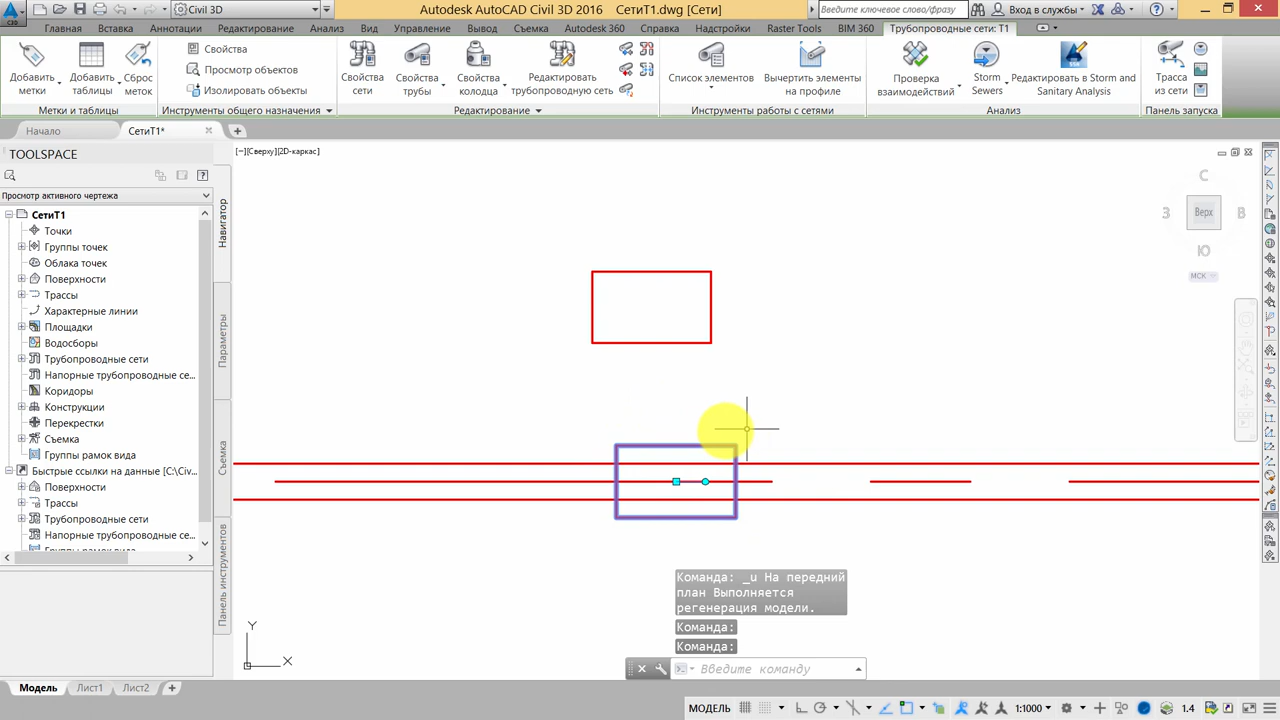 Civil 3D
Autodesk AutoCAD Civil 3D 2016 СетиТ1.dwg [Сети]
Введите ключевое слово/фразу
Вход в службы
Главная Вставка Аннотации Редактирование Анализ Вид Управление Вывод Съемка Autodesk 360 Справка Надстройки Raster Tools BIM 360 Трубопроводные сети: Т1
Добавить метки
Добавить таблицы
Сброс меток
Свойства
Просмотр объектов
Изолировать объекты
Свойства сети
Свойства трубы
Свойства колодца
Редактировать трубопроводную сеть
Список элементов
Вычертить элементы на профиле
Проверка взаимодействий
Storm Sewers
Редактировать в Storm and Sanitary Analysis
Трасса из сети
Метки и таблицы
Инструменты общего назначения
Редактирование
Инструменты работы с сетями
Анализ
Панель запуска
Начало
СетиТ1*
TOOLSPACE
[−][Сверху][2D-каркас]
Просмотр активного чертежа
СетиТ1
Точки
Группы точек
Облака точек
Поверхности
Трассы
Характерные линии
Площадки
Водосборы
Трубопроводные сети
Напорные трубопроводные се...
Коридоры
Конструкции
Перекрестки
Съемка
Группы рамок вида
Быстрые ссылки на данные [C:\Civ
Поверхности
Трассы
Трубопроводные сети
Напорные трубопроводные се...
Группы рамок вида
Навигатор
Параметры
Съемка
Панель инструментов
С
З
Верх
В
Ю
МСК
Y
X
Команда: _u На передний
план Выполняется
регенерация модели.
Команда:
Команда:
Введите команду
Модель Лист1 Лист2
МОДЕЛЬ
1:1000
1.4